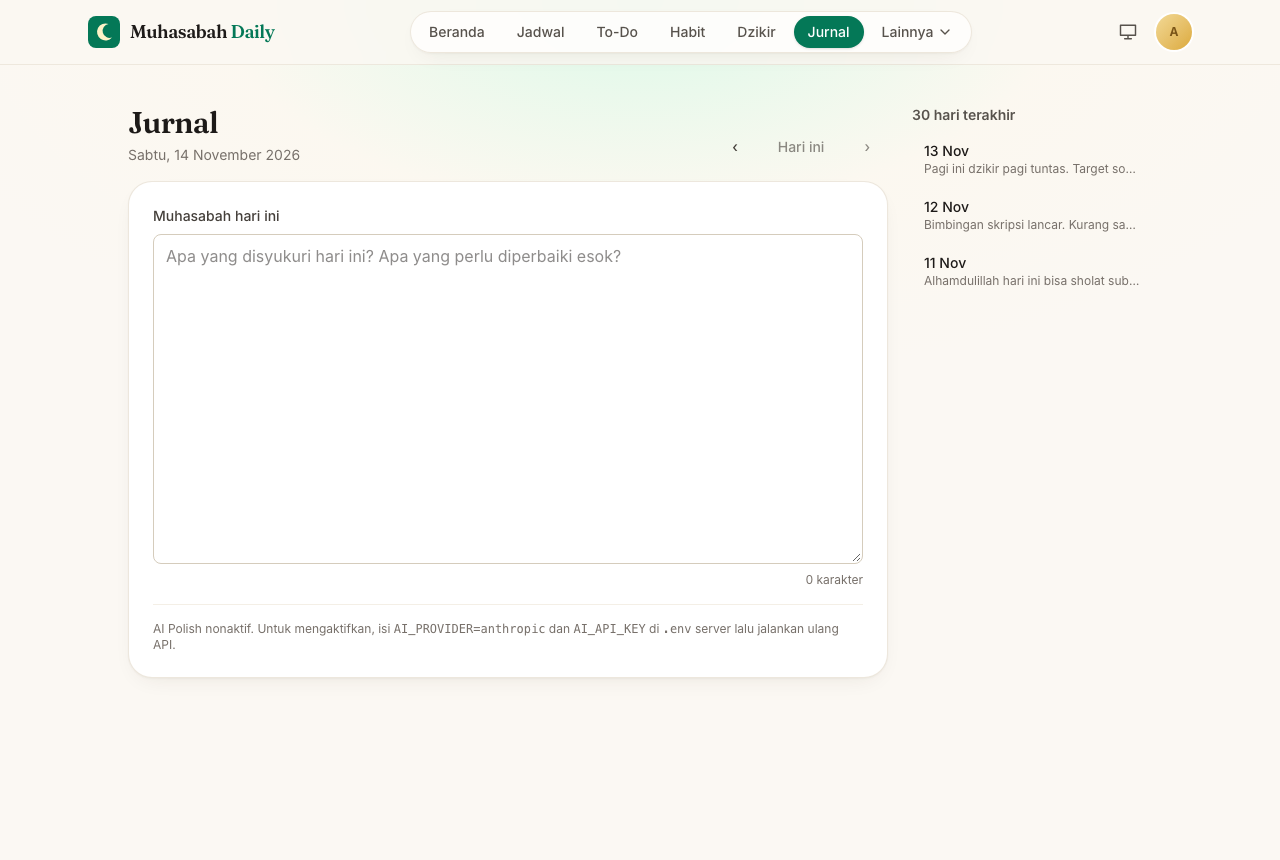 Muhasabah Daily
Beranda
Jadwal
To-Do
Habit
Dzikir
Jurnal
Lainnya
A
Jurnal
Sabtu, 14 November 2026
‹ Hari ini ›
Muhasabah hari ini
Apa yang disyukuri hari ini? Apa yang perlu diperbaiki esok?
0 karakter
AI Polish nonaktif. Untuk mengaktifkan, isi AI_PROVIDER=anthropic dan AI_API_KEY di .env server lalu jalankan ulang
API.
30 hari terakhir
13 Nov
Pagi ini dzikir pagi tuntas. Target so...
12 Nov
Bimbingan skripsi lancar. Kurang sa...
11 Nov
Alhamdulillah hari ini bisa sholat sub...